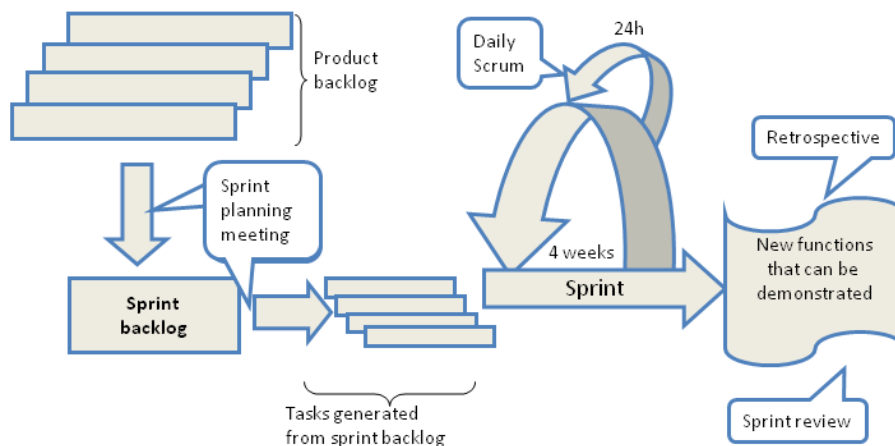 Product
backlog
Sprint
planning
meeting
Sprint
backlog
Tasks generated
from sprint backlog
Daily
Scrum
24h
4 weeks
Sprint
Retrospective
New functions
that can be
demonstrated
Sprint review